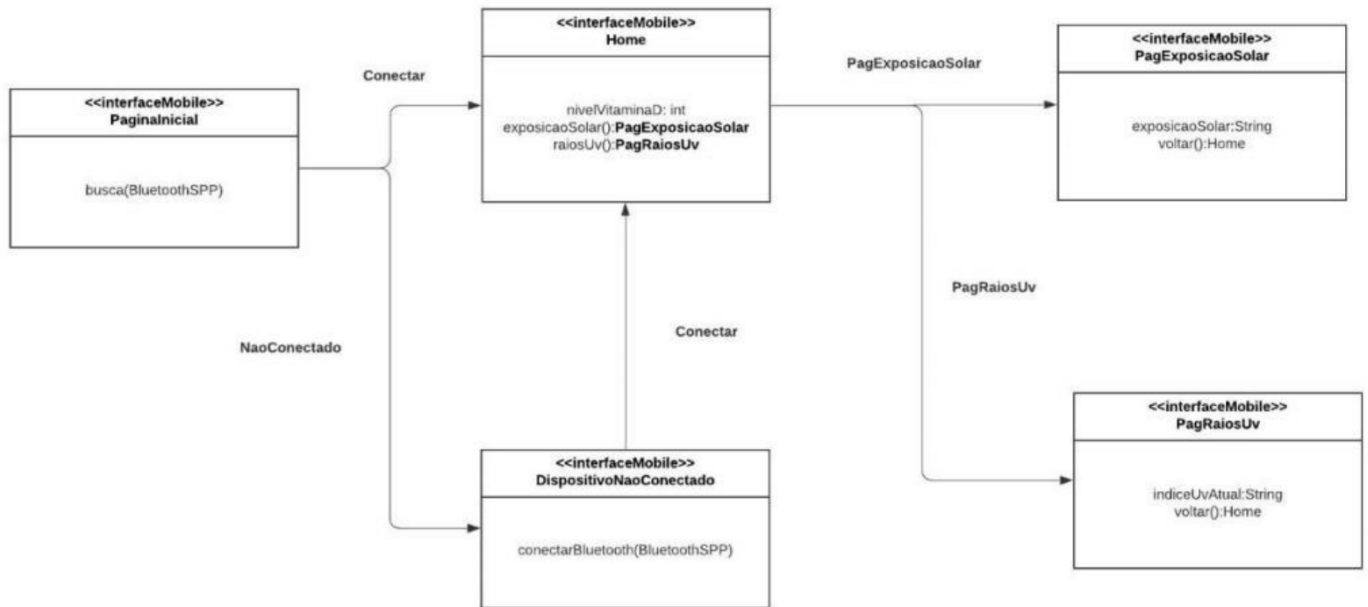 <<interfaceMobile>>
PaginaInicial
busca(BluetoothSPP)
Conectar
NaoConectado
<<interfaceMobile>>
Home
nivelVitaminaD: int
exposicaoSolar():PagExposicaoSolar
raiosUv():PagRaiosUv
Conectar
<<interfaceMobile>>
DispositivoNaoConectado
conectarBluetooth(BluetoothSPP)
PagExposicaoSolar
PagRaiosUv
<<interfaceMobile>>
PagExposicaoSolar
exposicaoSolar:String
voltar():Home
<<interfaceMobile>>
PagRaiosUv
indiceUvAtual:String
voltar():Home